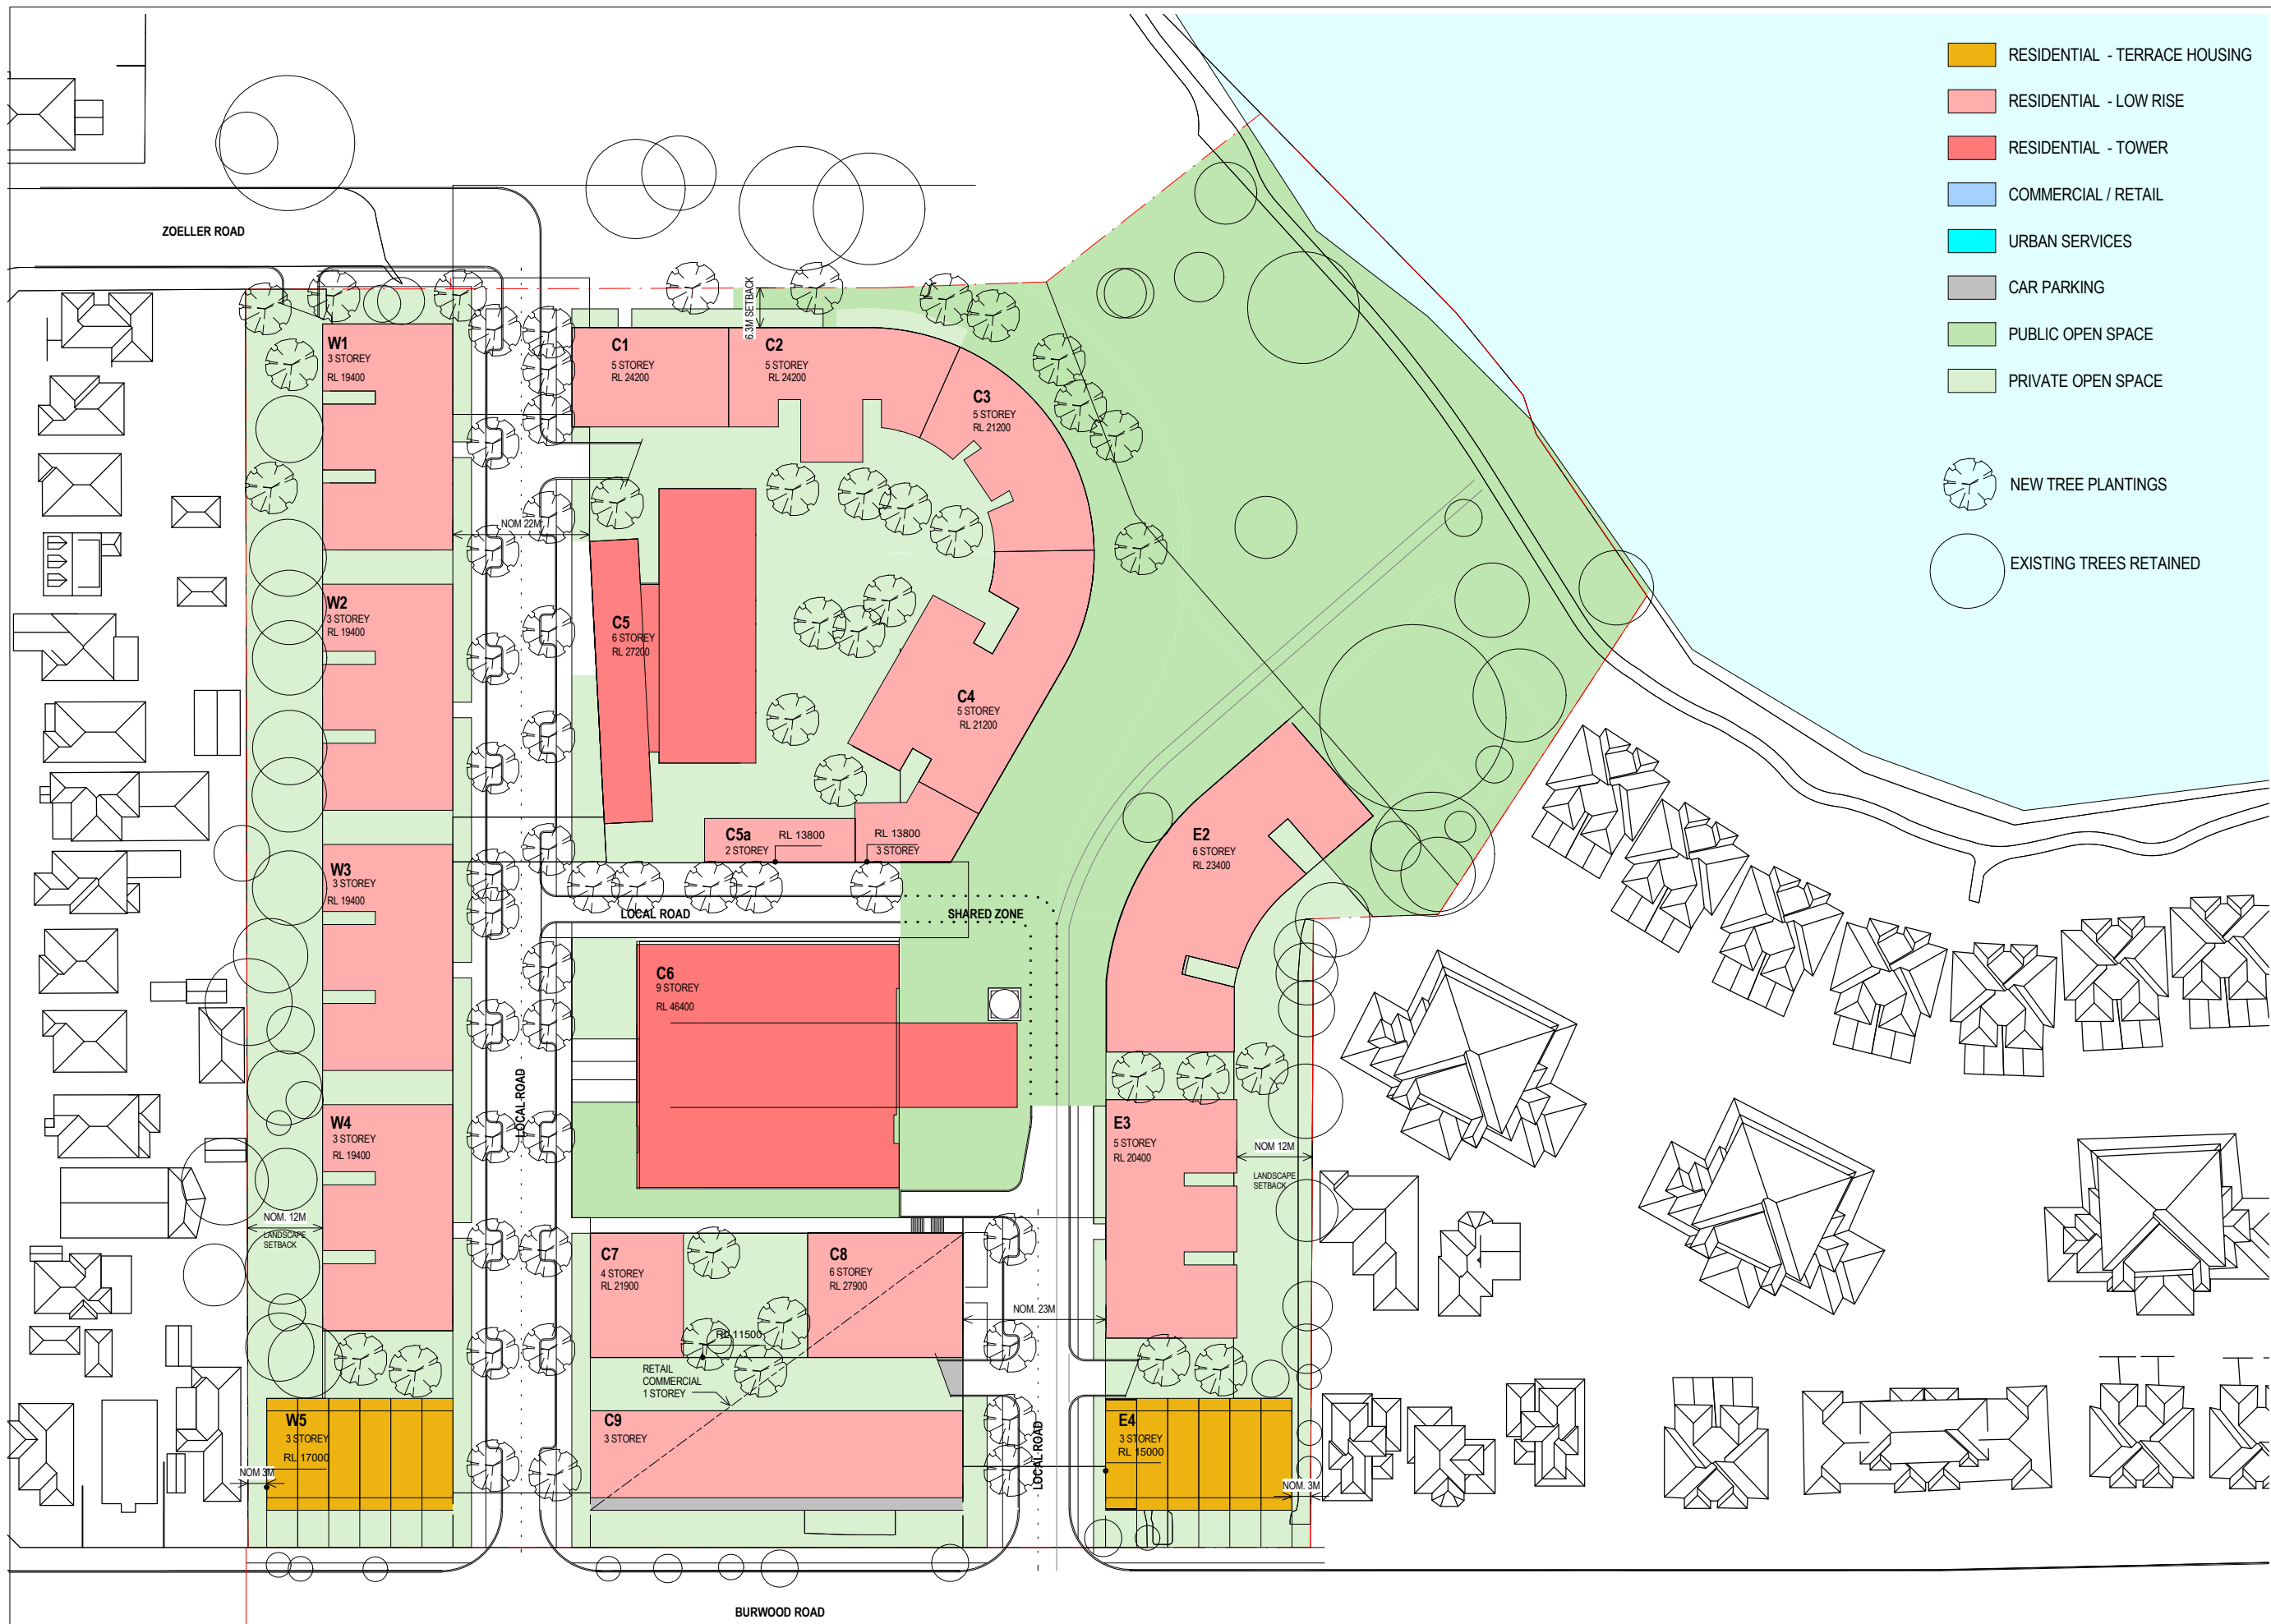 RESIDENTIAL - TERRACE HOUSING
RESIDENTIAL - LOW RISE
RESIDENTIAL - TOWER
COMMERCIAL / RETAIL
URBAN SERVICES
CAR PARKING
PUBLIC OPEN SPACE
PRIVATE OPEN SPACE
NEW TREE PLANTINGS
EXISTING TREES RETAINED
ZOELLER ROAD
6.3M SETBACK
W1
3 STOREY
RL 19400
C1
5 STOREY
RL 24200
C2
5 STOREY
RL 24200
C3
5 STOREY
RL 21200
NOM 22M
W2
3 STOREY
RL 19400
C5
6 STOREY
RL 27200
C4
5 STOREY
RL 21200
C5a
2 STOREY
RL 13800
RL 13800
3 STOREY
E2
6 STOREY
RL 23400
W3
3 STOREY
RL 19400
LOCAL ROAD
SHARED ZONE
C6
9 STOREY
RL 46400
LOCAL ROAD
W4
3 STOREY
RL 19400
E3
5 STOREY
RL 20400
NOM 12M
LANDSCAPE
SETBACK
NOM. 12M
LANDSCAPE
SETBACK
C7
4 STOREY
RL 21900
C8
6 STOREY
RL 27900
NOM. 23M
RL 11500
RETAIL
COMMERCIAL
1 STOREY
W5
3 STOREY
RL 17000
NOM 3M
C9
3 STOREY
LOCAL ROAD
E4
3 STOREY
RL 15000
NOM. 3M
BURWOOD ROAD